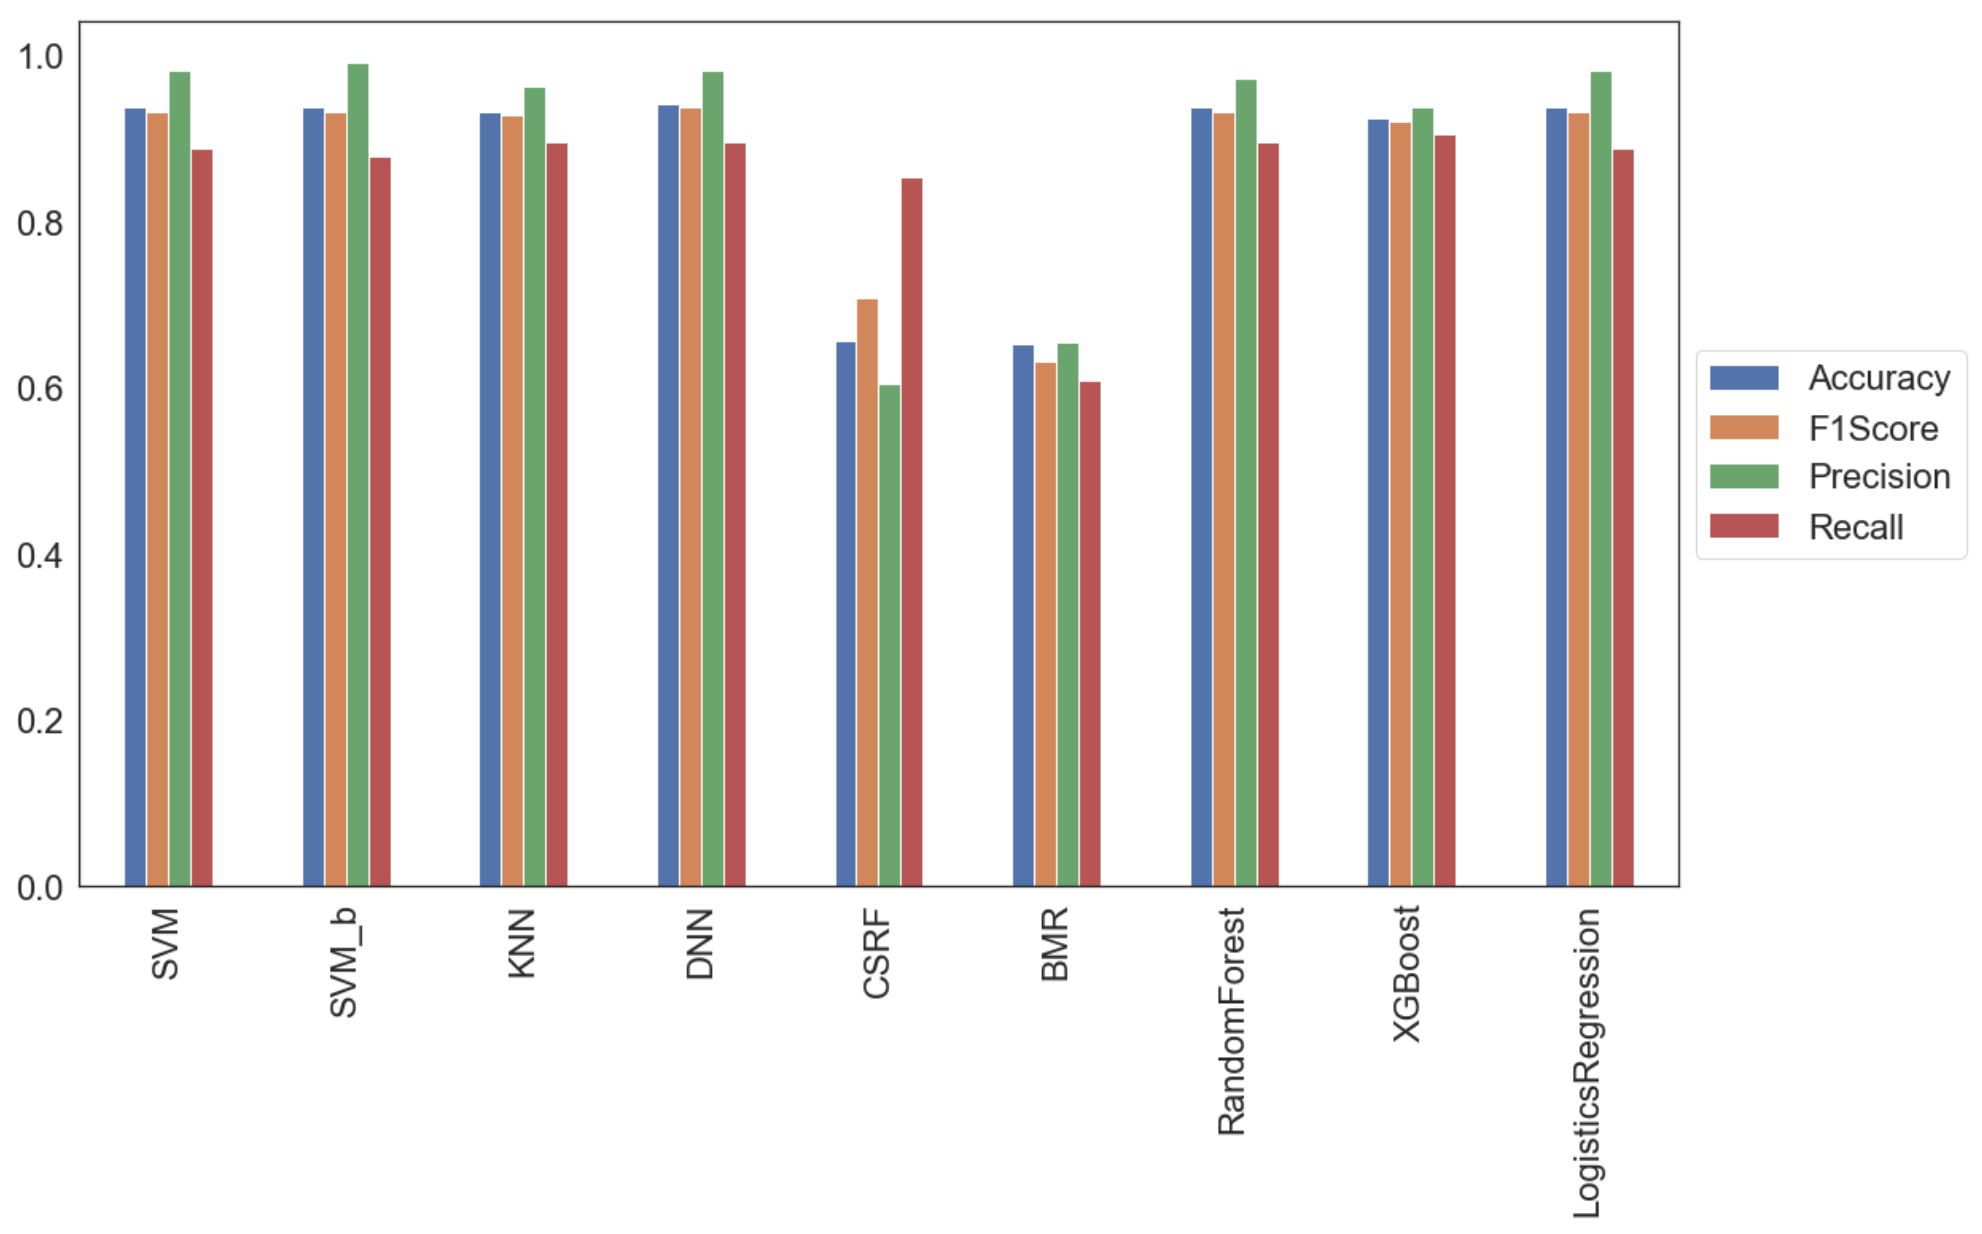 1.0
0.8
0.6
0.4
0.2
0.0
SVM
SVM_b
KNN
DNN
CSRF
BMR
RandomForest
XGBoost
LogisticsRegression
Accuracy
F1Score
Precision
Recall